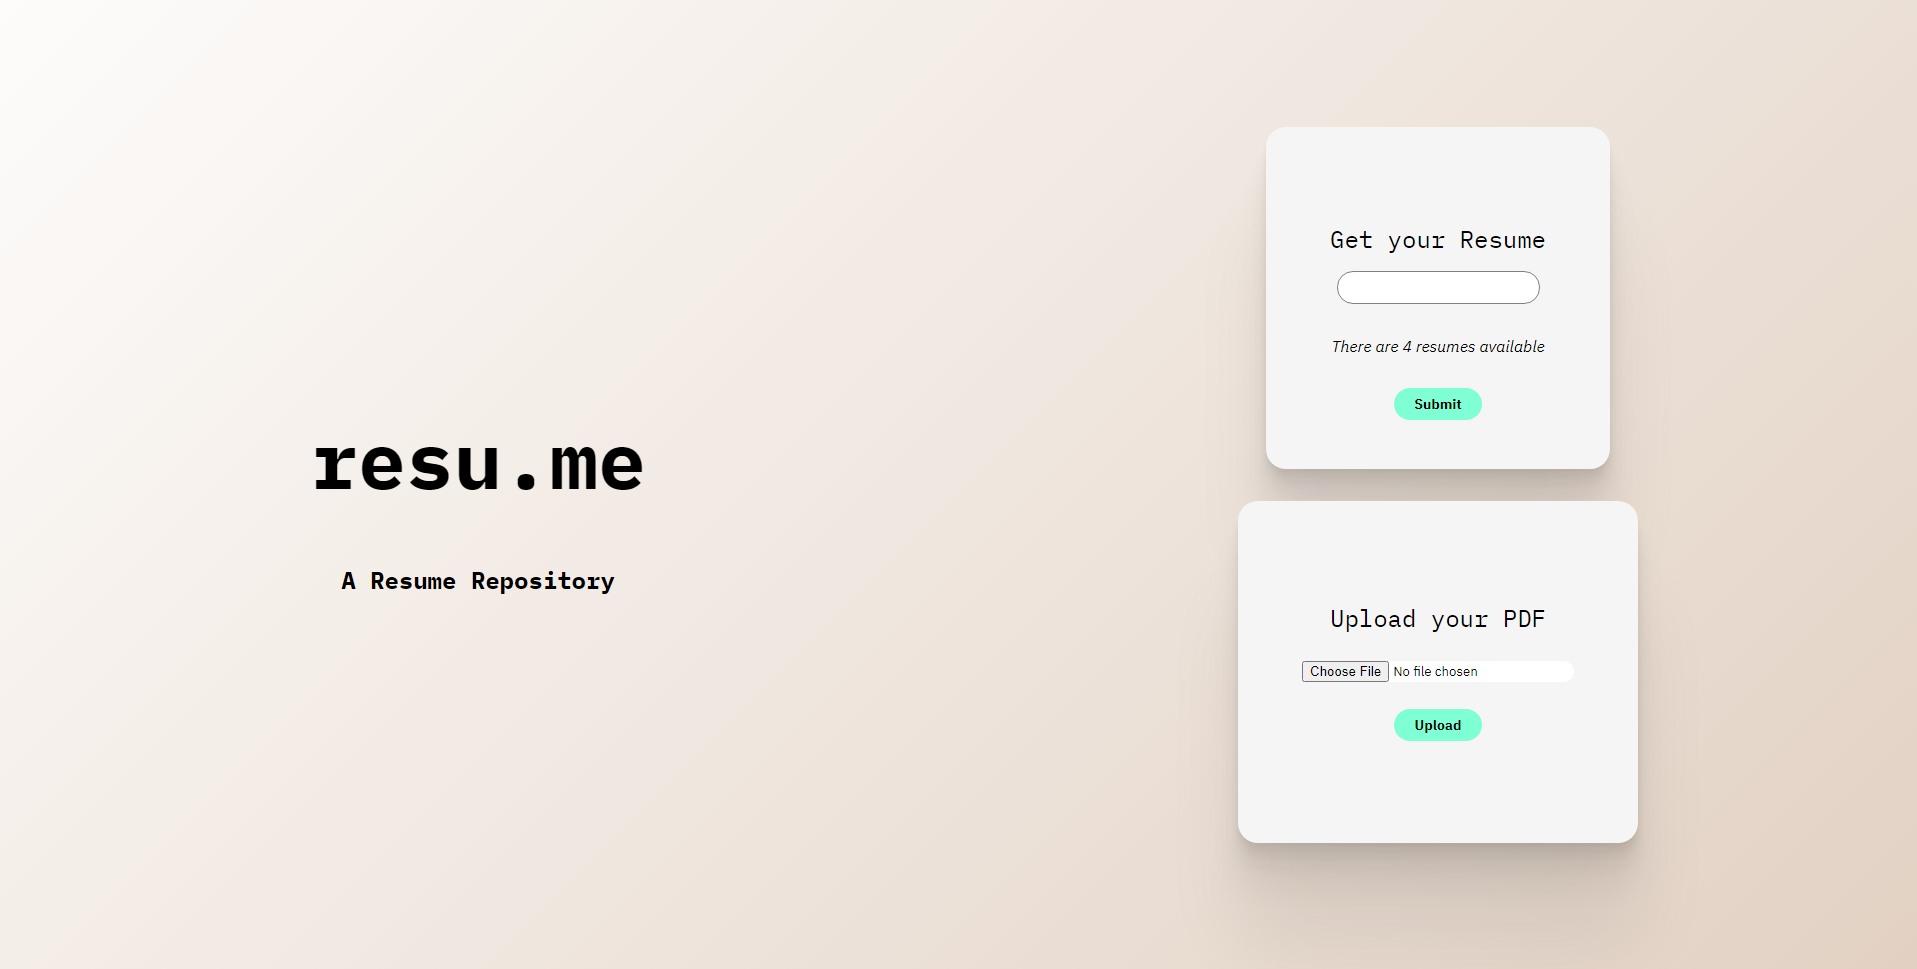 resu.me
A Resume Repository
Get your Resume
There are 4 resumes available
Submit
Upload your PDF
Choose File No file chosen
Upload